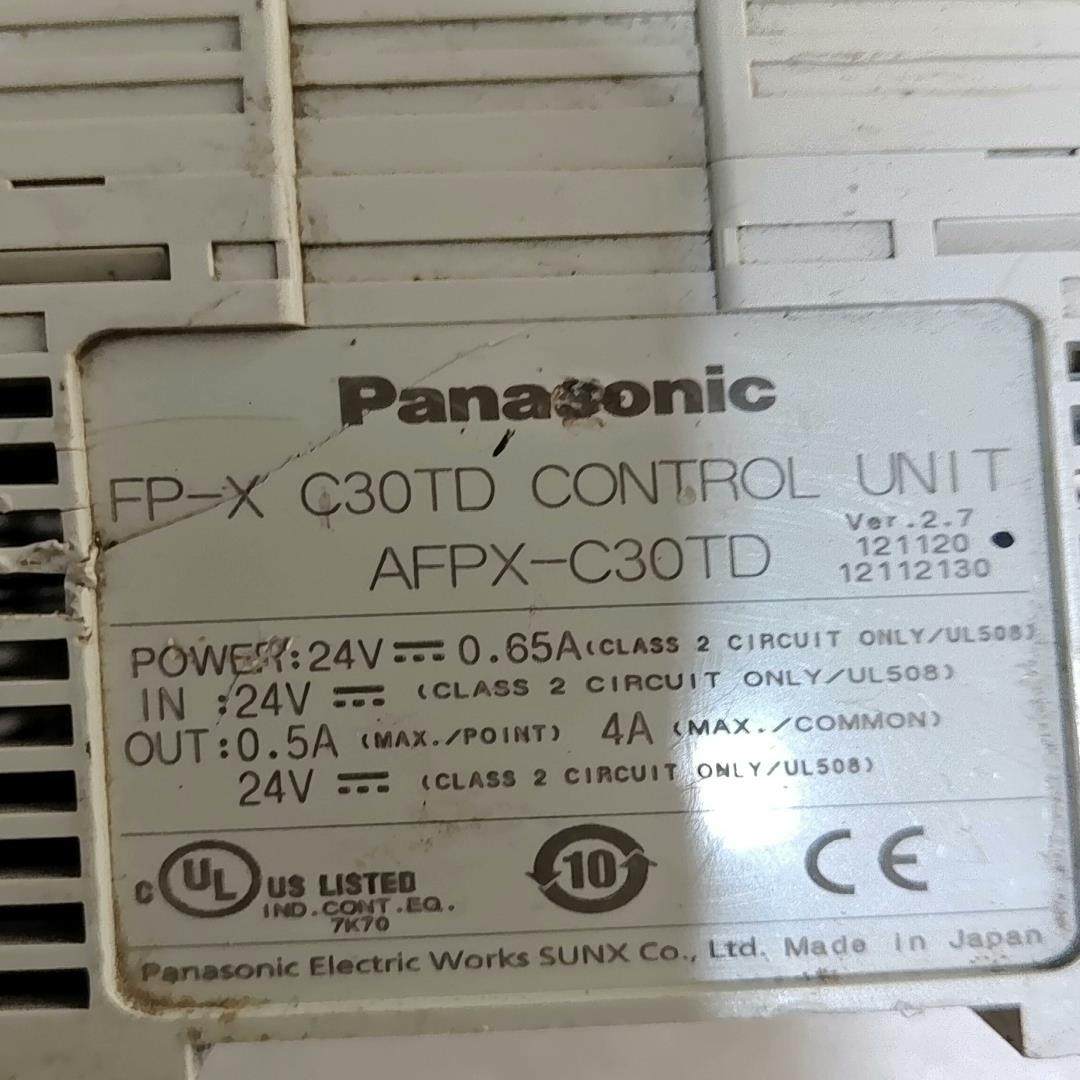 Panasonic
FP-X C30TD CONTROL UNIT
Ver.2.7
AFPX-C30TD
121120
12112130
POWER:24V⎓0.65A(CLASS 2 CIRCUIT ONLY/UL508)
IN :24V⎓(CLASS 2 CIRCUIT ONLY/UL508)
OUT:0.5A (MAX./POINT) 4A (MAX./COMMON)
24V⎓(CLASS 2 CIRCUIT ONLY/UL508)
c UL US LISTED
IND.CONT.EQ.
7K70
10
CE
Panasonic Electric Works SUNX Co., Ltd. Made in Japan